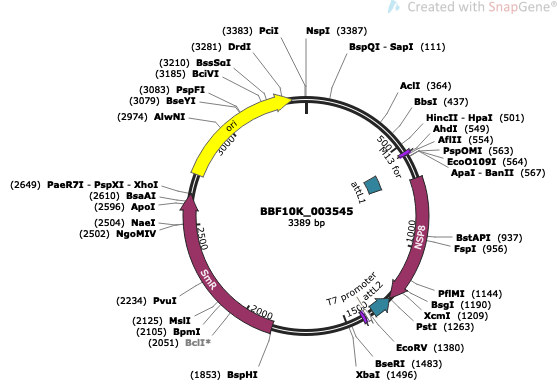 Created with SnapGene®
(3383) PciI
NspI (3387)
(3281) DrdI
BspQI - SapI (111)
(3210) BssSαI
(3185) BciVI
(3083) PspFI
(3079) BseYI
(2974) AlwNI
AclI (364)
BbsI (437)
HincII - HpaI (501)
AhdI (549)
AflII (554)
PspOMI (563)
EcoO109I (564)
ApaI - BanII (567)
ori
3000
500
M13 for
attL1
(2649) PaeR7I - PspXI - XhoI
(2610) BsaAI
(2596) ApoI
(2504) NaeI
(2502) NgoMIV
BBF10K_003545
3389 bp
NSP8
1000
BstAPI (937)
FspI (956)
2500
SmR
(2234) PvuI
(2125) MslI
(2105) BpmI
(2051) BclI*
(1853) BspHI
2000
T7 promoter
attL2
1500
PflMI (1144)
BsgI (1190)
XcmI (1209)
PstI (1263)
EcoRV (1380)
BseRI (1483)
XbaI (1496)